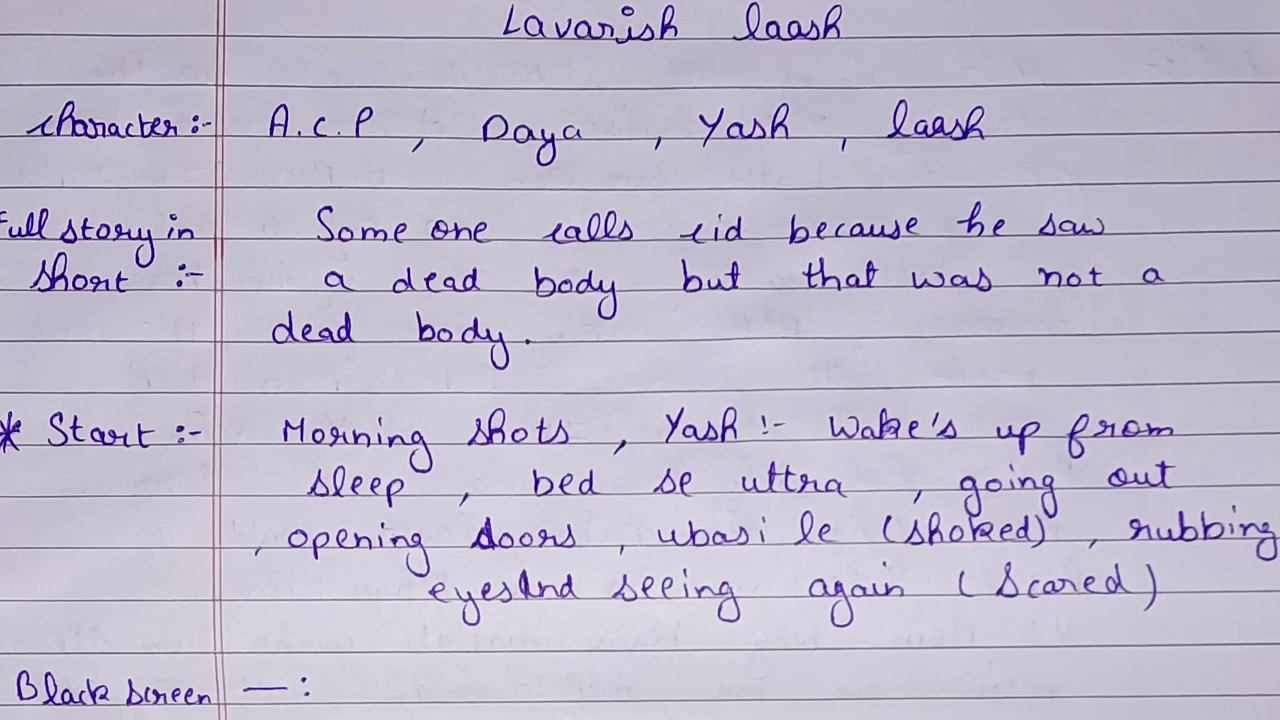 Lavarish laash
character :- A.C.P , Daya , Yash , laash
Full story in Some one calls cid because he saw
short :- a dead body but that was not a
dead body.
* Start :- Morning shots , Yash :- Wake's up from
sleep , bed se uttra , going out
, opening doors , ubasi le (shoked) , rubbing
eyes And seeing again (Scared)
Black screen — :